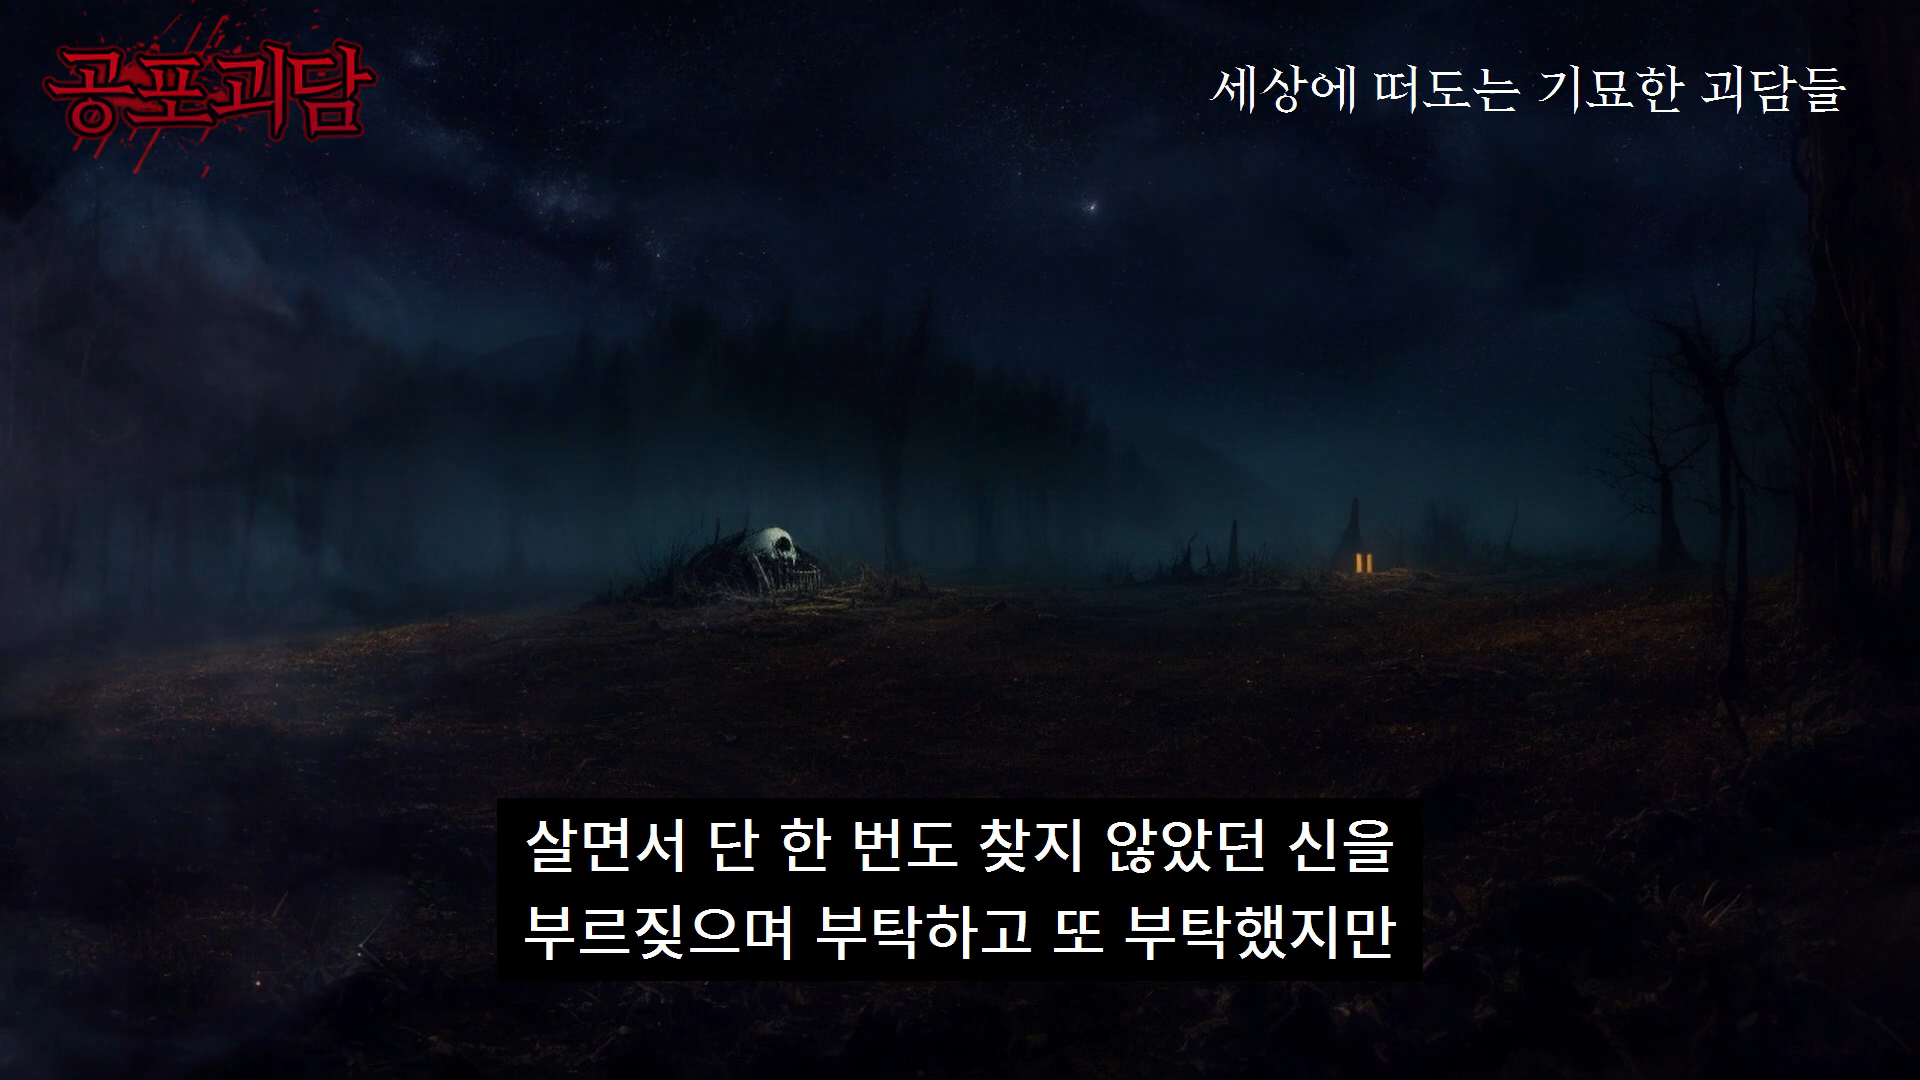 공포괴담
세상에 떠도는 기묘한 괴담들
살면서 단 한 번도 찾지 않았던 신을
부르짖으며 부탁하고 또 부탁했지만